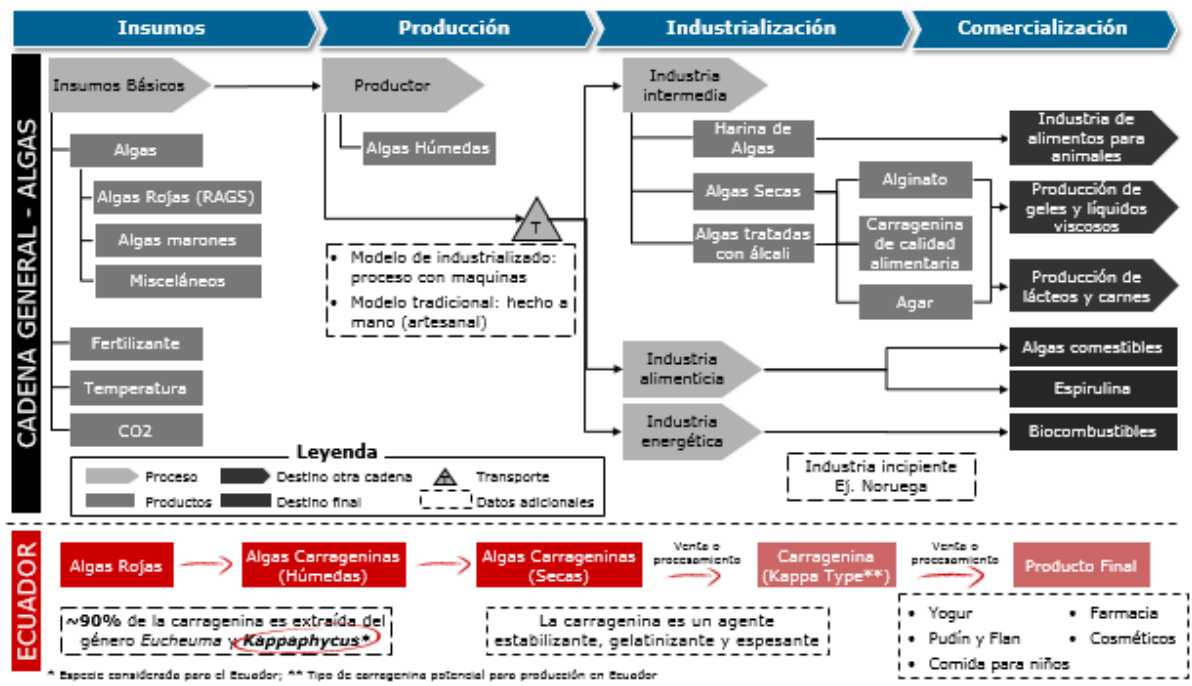 Insumos
Producción
Industrialización
Comercialización
CADENA GENERAL - ALGAS
Insumos Básicos
Algas
Algas Rojas (RAGS)
Algas marones
Misceláneos
Fertilizante
Temperatura
CO2
Productor
Algas Húmedas
T
• Modelo de industrializado:
proceso con maquinas
• Modelo tradicional: hecho a
mano (artesanal)
Industria
intermedia
Harina de
Algas
Algas Secas
Algas tratadas
con álcali
Alginato
Carragenina
de calidad
alimentaria
Agar
Industria de
alimentos para
animales
Producción de
geles y líquidos
viscosos
Producción de
lácteos y carnes
Industria
alimenticia
Algas comestibles
Espirulina
Industria
energética
Biocombustibles
Industria incipiente
Ej. Noruega
Leyenda
Proceso
Destino otra cadena
Transporte
Productos
Destino final
Datos adicionales
ECUADOR
Algas Rojas
Algas Carrageninas
(Húmedas)
Algas Carrageninas
(Secas)
Venta o
procesamiento
Carragenina
(Kappa Type**)
Venta o
procesamiento
Producto Final
~90% de la carragenina es extraída del
género Eucheuma y Kappaphycus*
La carragenina es un agente
estabilizante, gelatinizante y espesante
• Yogur
• Pudín y Flan
• Comida para niños
• Farmacia
• Cosméticos
* Especie considerada para el Ecuador; ** Tipo de carragenina potencial para producción en Ecuador